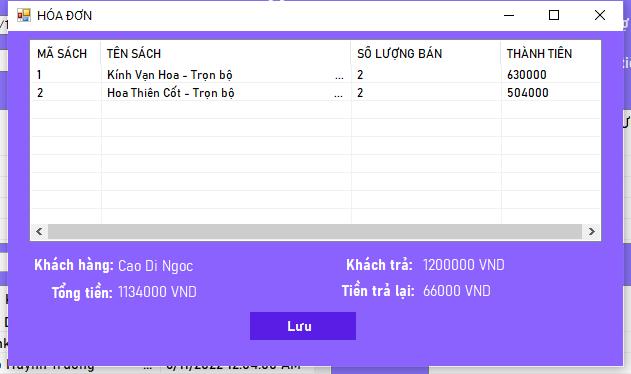 HÓA ĐƠN
MÃ SÁCH TÊN SÁCH SỐ LƯỢNG BÁN THÀNH TIỀN
1 Kính Vạn Hoa - Trọn bộ ... 2 630000
2 Hoa Thiên Cốt - Trọn bộ ... 2 504000
Khách hàng: Cao Di Ngoc Khách trả: 1200000 VND
Tổng tiền: 1134000 VND Tiền trả lại: 66000 VND
Lưu